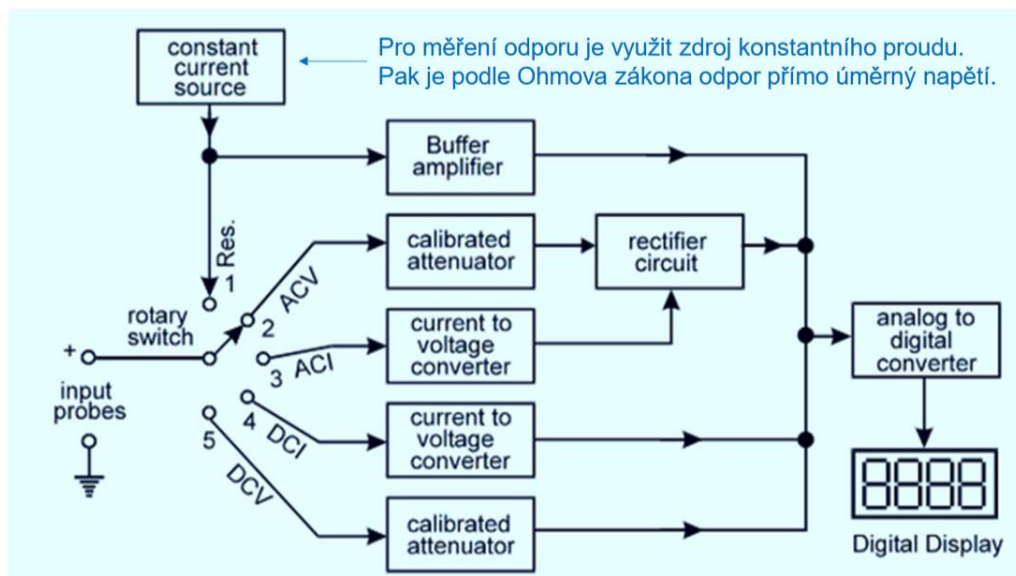 constant
current
source
Pro měření odporu je využit zdroj konstantního proudu.
Pak je podle Ohmova zákona odpor přímo úměrný napětí.
Buffer
amplifier
Res.
1
calibrated
attenuator
rectifier
circuit
ACV
2
rotary
switch
+
input
probes
3
ACI
current to
voltage
converter
analog to
digital
converter
4
DCI
current to
voltage
converter
5
DCV
calibrated
attenuator
8888
Digital Display